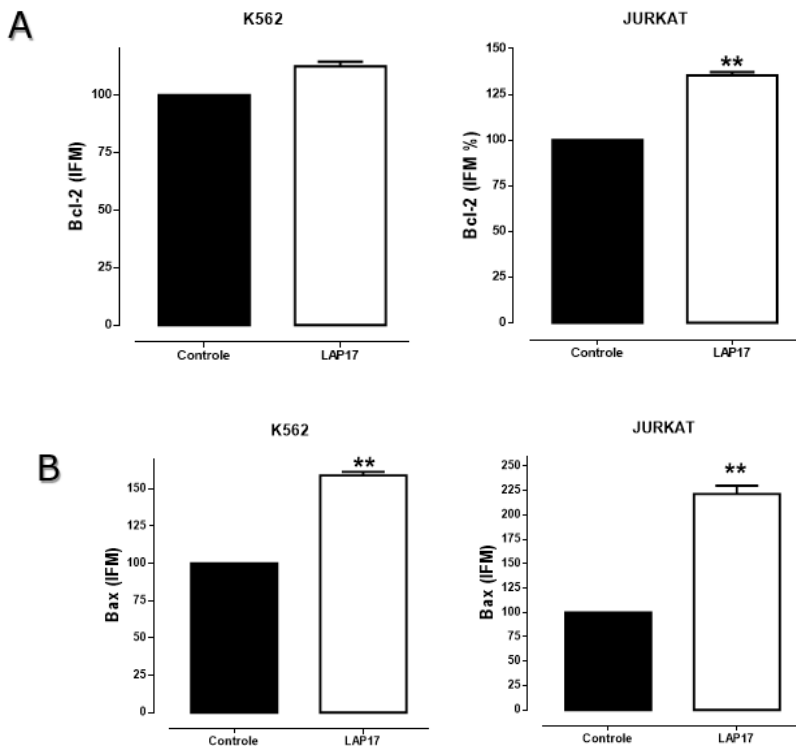 A
K562
Bcl-2 (IFM)
100
75
50
25
0
Controle
LAP17
JURKAT
Bcl-2 (IFM %)
150
125
100
75
50
25
0
**
Controle
LAP17
B
K562
Bax (IFM)
150
125
100
75
50
25
0
**
Controle
LAP17
JURKAT
Bax (IFM)
250
225
200
175
150
125
100
75
50
25
0
**
Controle
LAP17